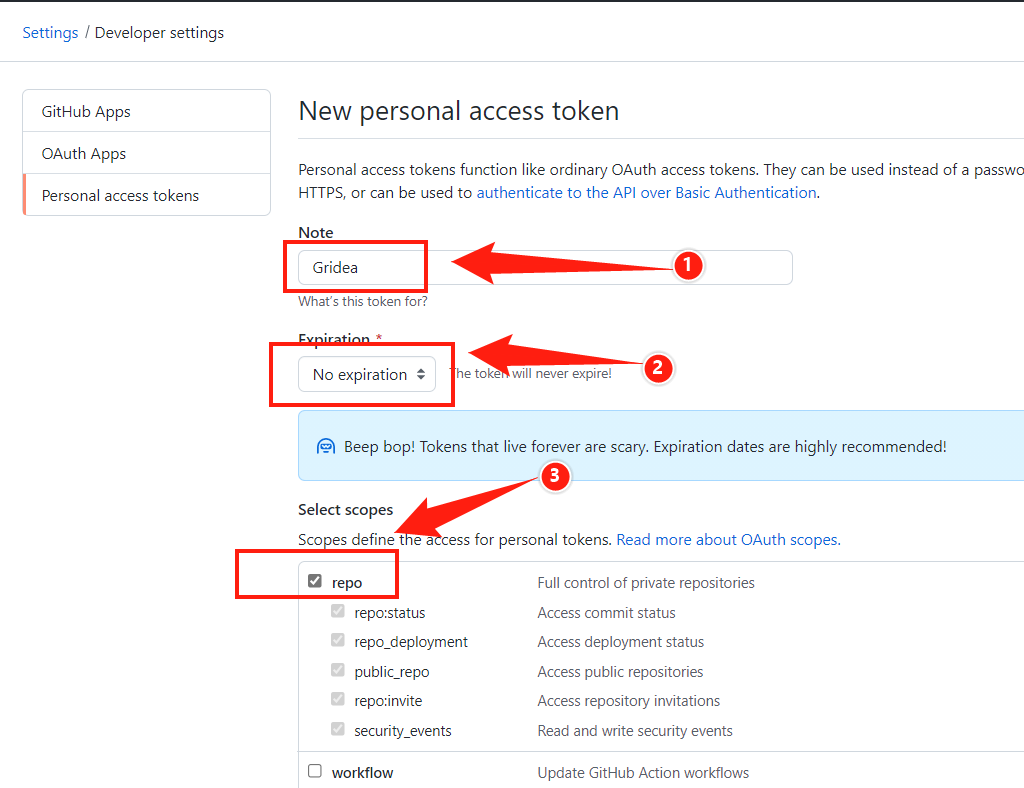 Settings / Developer settings
GitHub Apps
OAuth Apps
Personal access tokens
New personal access token
Personal access tokens function like ordinary OAuth access tokens. They can be used instead of a
HTTPS, or can be used to authenticate to the API over Basic Authentication.
Note
Gridea
1
What's this token for?
Expiration *
No expiration
The token will never expire!
2
Beep bop! Tokens that live forever are scary. Expiration dates are highly recommended!
3
Select scopes
Scopes define the access for personal tokens. Read more about OAuth scopes.
repo Full control of private repositories
repo:status Access commit status
repo_deployment Access deployment status
public_repo Access public repositories
repo:invite Access repository invitations
security_events Read and write security events
workflow Update GitHub Action workflows